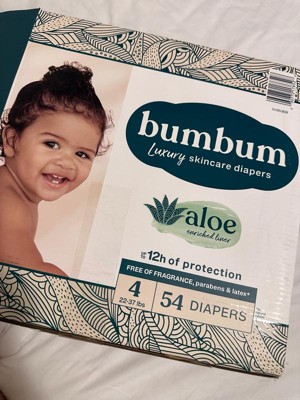 bumbum
Luxury skincare diapers
aloe
enriched liner
up to 12h of protection
FREE OF FRAGRANCE, parabens & latex+
4
22-37 lbs
54 DIAPERS